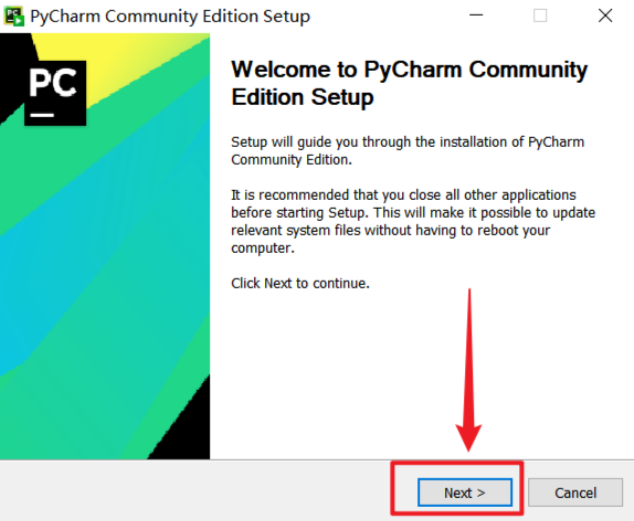 PyCharm Community Edition Setup
PC
Welcome to PyCharm Community
Edition Setup
Setup will guide you through the installation of PyCharm
Community Edition.
It is recommended that you close all other applications
before starting Setup. This will make it possible to update
relevant system files without having to reboot your
computer.
Click Next to continue.
Next >
Cancel